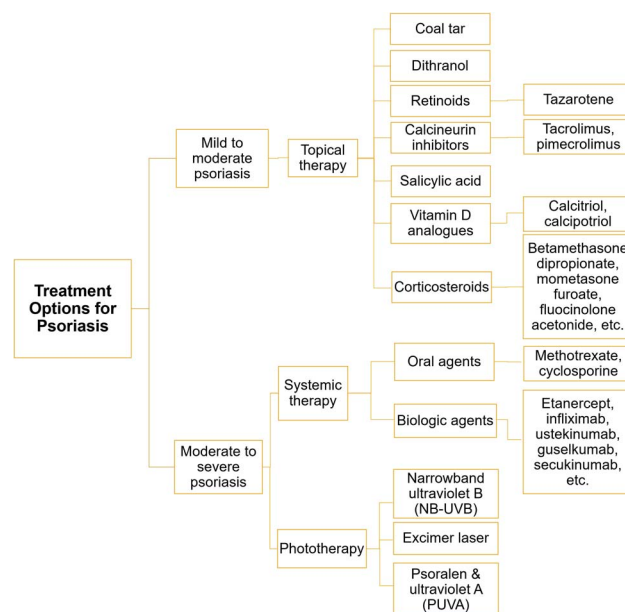 Treatment
Options for
Psoriasis
Mild to
moderate
psoriasis
Topical
therapy
Coal tar
Dithranol
Retinoids
Tazarotene
Calcineurin
inhibitors
Tacrolimus,
pimecrolimus
Salicylic acid
Vitamin D
analogues
Calcitriol,
calcipotriol
Corticosteroids
Betamethasone
dipropionate,
mometasone
furoate,
fluocinolone
acetonide, etc.
Moderate to
severe
psoriasis
Systemic
therapy
Oral agents
Methotrexate,
cyclosporine
Biologic agents
Etanercept,
infliximab,
ustekinumab,
guselkumab,
secukinumab,
etc.
Phototherapy
Narrowband
ultraviolet B
(NB-UVB)
Excimer laser
Psoralen &
ultraviolet A
(PUVA)